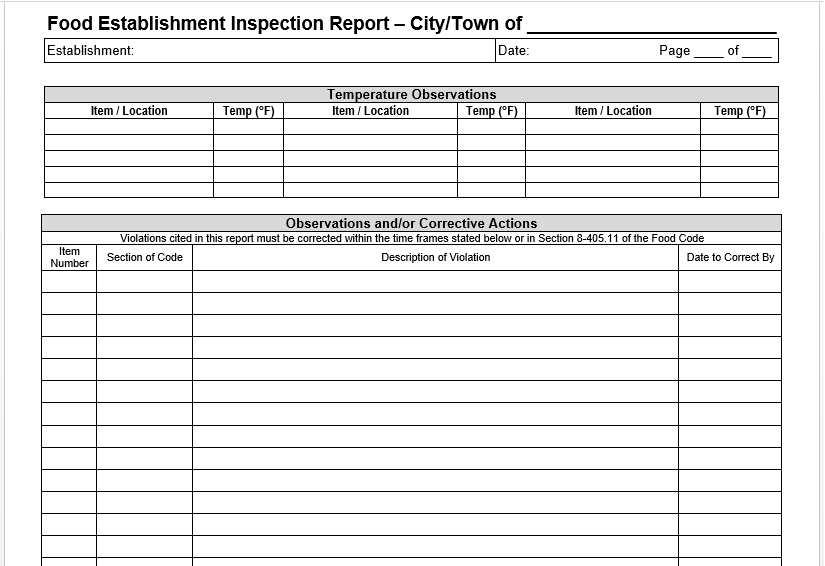 Food Establishment Inspection Report – City/Town of ____________________
Establishment: Date: Page ____ of ____
Temperature Observations
Item / Location Temp (°F) Item / Location Temp (°F) Item / Location Temp (°F)
Observations and/or Corrective Actions
Violations cited in this report must be corrected within the time frames stated below or in Section 8-405.11 of the Food Code
Item Number Section of Code Description of Violation Date to Correct By